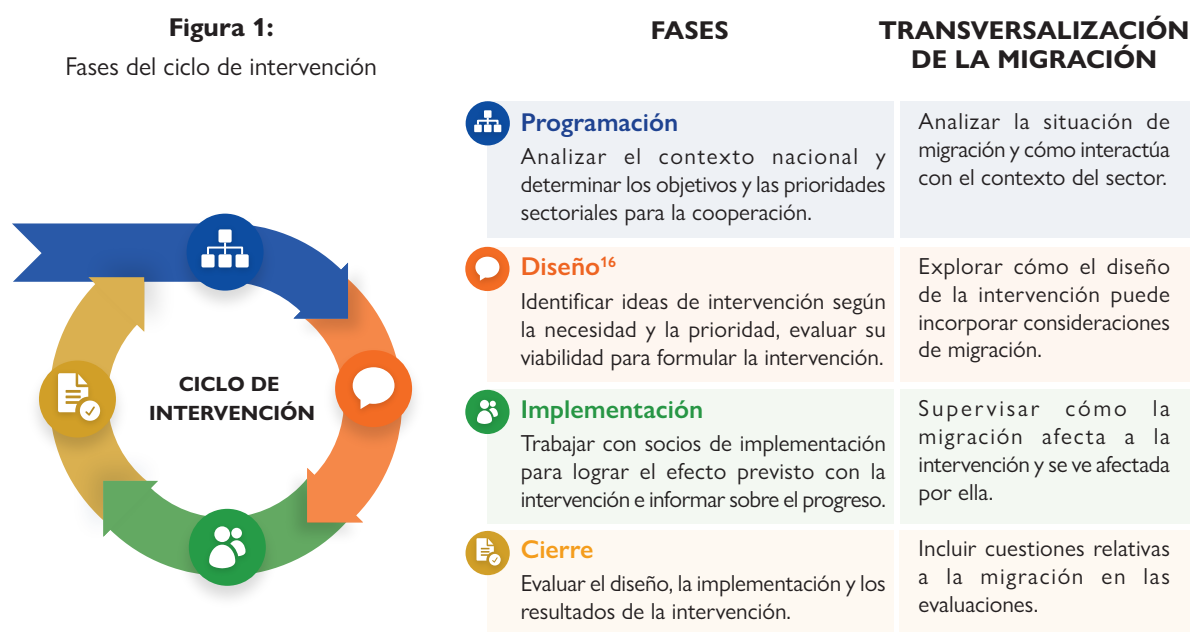 Figura 1:
Fases del ciclo de intervención
CICLO DE
INTERVENCIÓN
FASES
TRANSVERSALIZACIÓN
DE LA MIGRACIÓN
Programación
Analizar el contexto nacional y
determinar los objetivos y las prioridades
sectoriales para la cooperación.
Analizar la situación de
migración y cómo interactúa
con el contexto del sector.
Diseño¹⁶
Identificar ideas de intervención según
la necesidad y la prioridad, evaluar su
viabilidad para formular la intervención.
Explorar cómo el diseño
de la intervención puede
incorporar consideraciones
de migración.
Implementación
Trabajar con socios de implementación
para lograr el efecto previsto con la
intervención e informar sobre el progreso.
Supervisar cómo la
migración afecta a la
intervención y se ve afectada
por ella.
Cierre
Evaluar el diseño, la implementación y los
resultados de la intervención.
Incluir cuestiones relativas
a la migración en las
evaluaciones.